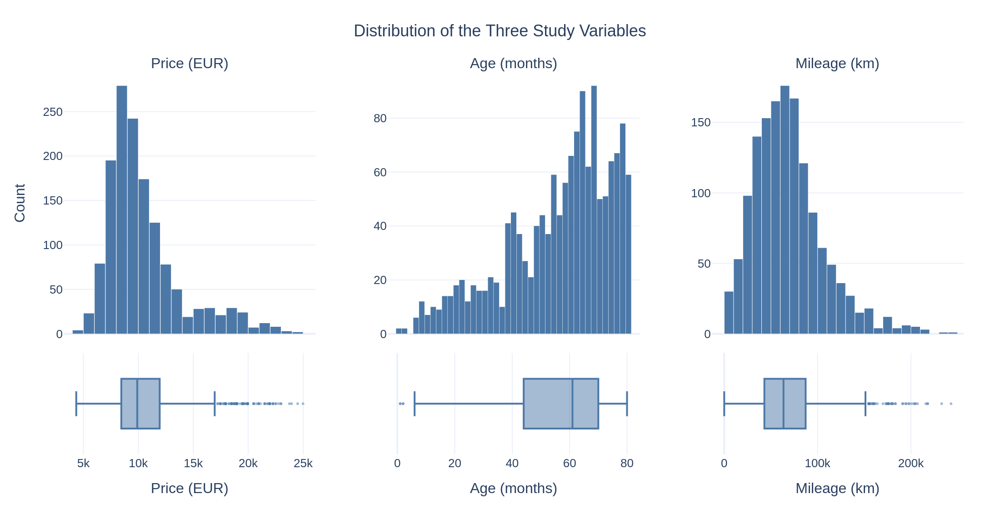 Distribution of the Three Study Variables
Price (EUR)
Age (months)
Mileage (km)
Count
250
200
150
100
50
0
80
60
40
20
0
150
100
50
0
5k 10k 15k 20k 25k
0 20 40 60 80
0 100k 200k
Price (EUR)
Age (months)
Mileage (km)